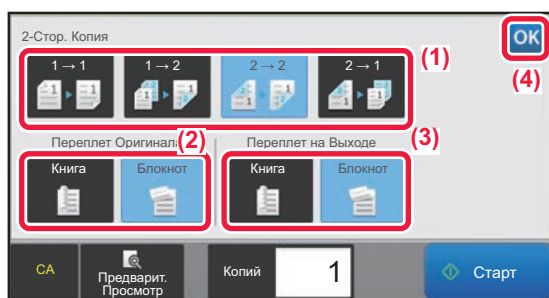 2-Стор. Копия
OK
(1)
(4)
1 → 1
1 → 2
2 → 2
2 → 1
Переплет Оригинала
(2)
Переплет на Выходе
(3)
Книга
Блокнот
Книга
Блокнот
CA
Предварит.
Просмотр
Копий
1
Старт